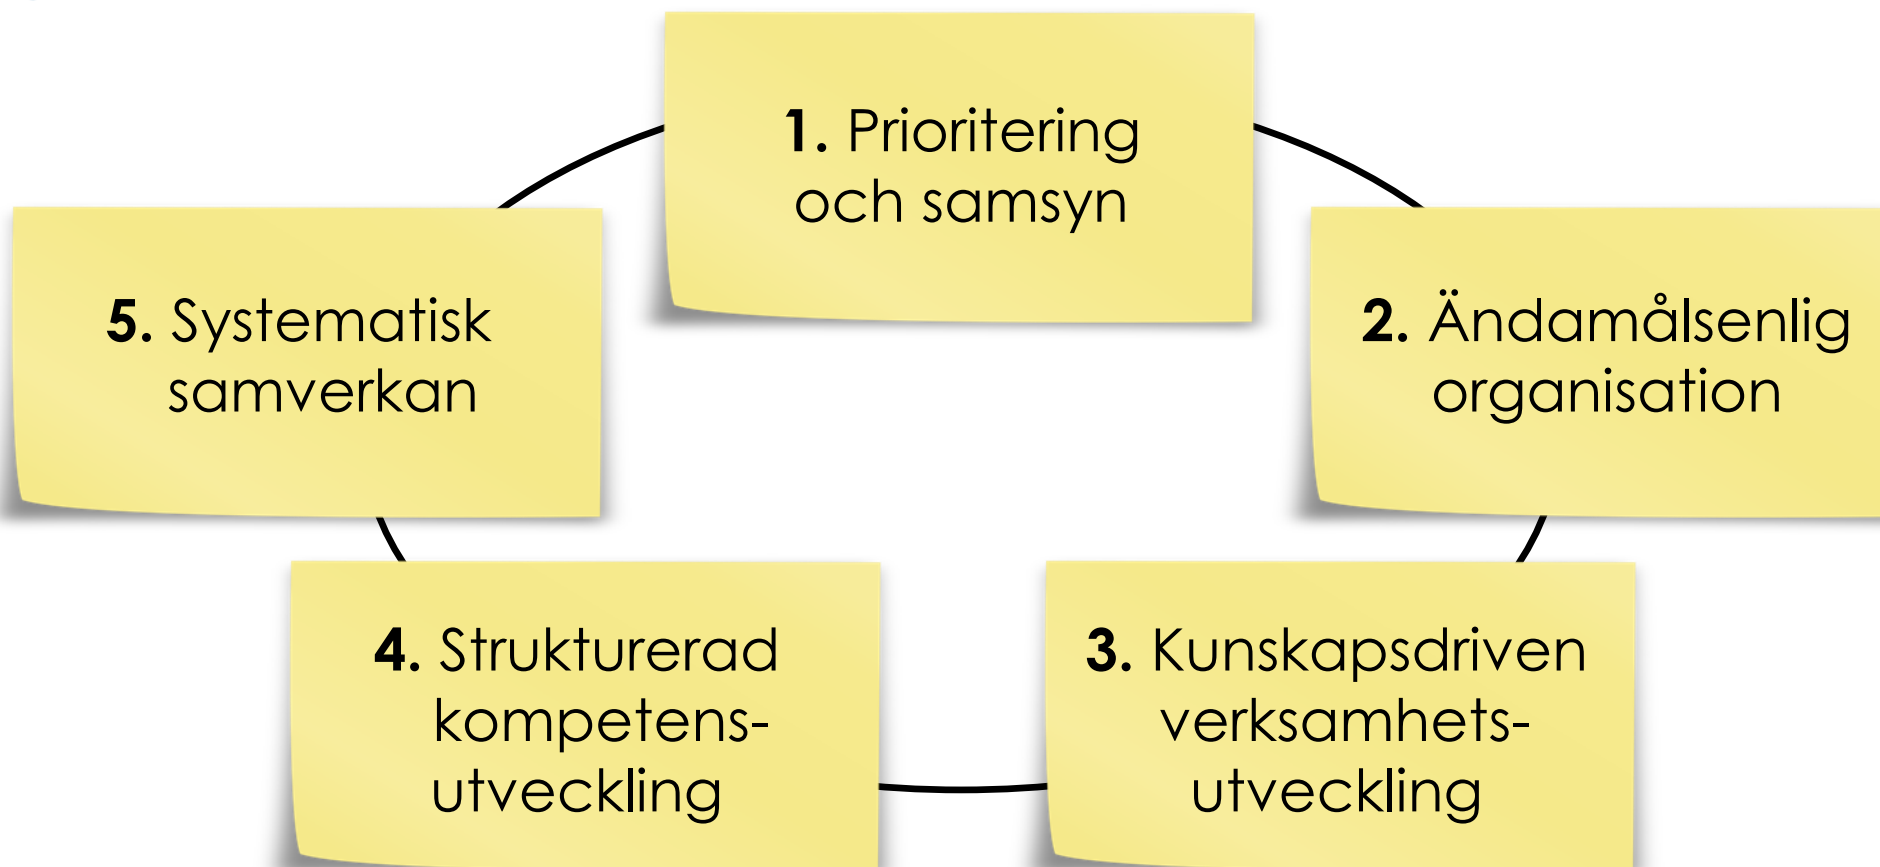 1. Prioritering
och samsyn
2. Ändamålsenlig
organisation
3. Kunskapsdriven
verksamhets-
utveckling
4. Strukturerad
kompetens-
utveckling
5. Systematisk
samverkan